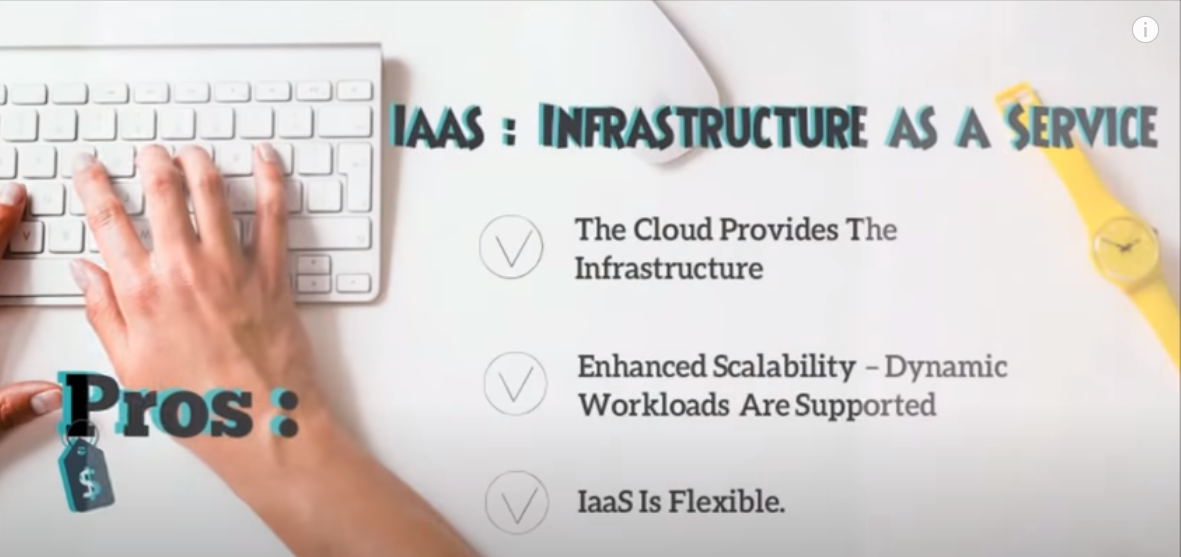 IAAS : INFRASTRUCTURE AS A SERVICE
The Cloud Provides The
Infrastructure
Enhanced Scalability – Dynamic
Workloads Are Supported
Pros :
$
IaaS Is Flexible.